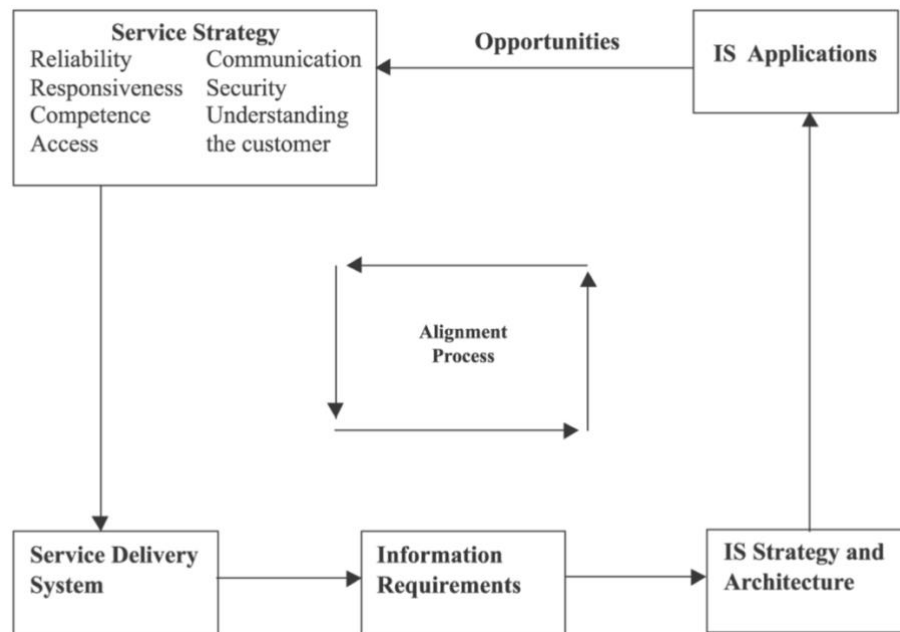 Service Strategy
Reliability Communication
Responsiveness Security
Competence Understanding
Access the customer
Opportunities
IS Applications
Alignment
Process
Service Delivery
System
Information
Requirements
IS Strategy and
Architecture